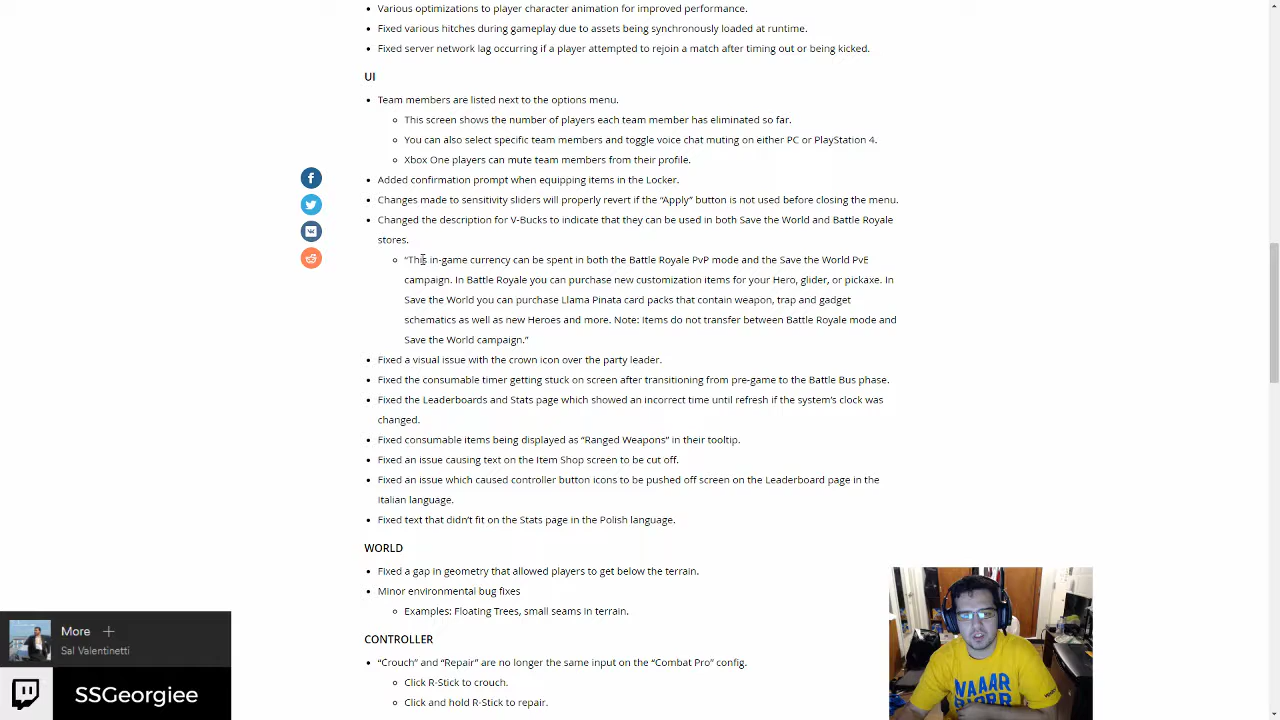 • Various optimizations to player character animation for improved performance.
• Fixed various hitches during gameplay due to assets being synchronously loaded at runtime.
• Fixed server network lag occurring if a player attempted to rejoin a match after timing out or being kicked.
UI
• Team members are listed next to the options menu.
○ This screen shows the number of players each team member has eliminated so far.
○ You can also select specific team members and toggle voice chat muting on either PC or PlayStation 4.
○ Xbox One players can mute team members from their profile.
• Added confirmation prompt when equipping items in the Locker.
• Changes made to sensitivity sliders will properly revert if the “Apply” button is not used before closing the menu.
• Changed the description for V-Bucks to indicate that they can be used in both Save the World and Battle Royale
stores.
○ “This in-game currency can be spent in both the Battle Royale PvP mode and the Save the World PvE
campaign. In Battle Royale you can purchase new customization items for your Hero, glider, or pickaxe. In
Save the World you can purchase Llama Pinata card packs that contain weapon, trap and gadget
schematics as well as new Heroes and more. Note: Items do not transfer between Battle Royale mode and
Save the World campaign.”
• Fixed a visual issue with the crown icon over the party leader.
• Fixed the consumable timer getting stuck on screen after transitioning from pre-game to the Battle Bus phase.
• Fixed the Leaderboards and Stats page which showed an incorrect time until refresh if the system’s clock was
changed.
• Fixed consumable items being displayed as “Ranged Weapons” in their tooltip.
• Fixed an issue causing text on the Item Shop screen to be cut off.
• Fixed an issue which caused controller button icons to be pushed off screen on the Leaderboard page in the
Italian language.
• Fixed text that didn’t fit on the Stats page in the Polish language.
WORLD
• Fixed a gap in geometry that allowed players to get below the terrain.
• Minor environmental bug fixes
○ Examples: Floating Trees, small seams in terrain.
CONTROLLER
• “Crouch” and “Repair” are no longer the same input on the “Combat Pro” config.
○ Click R-Stick to crouch.
○ Click and hold R-Stick to repair.
More +
Sal Valentinetti
SSGeorgiee